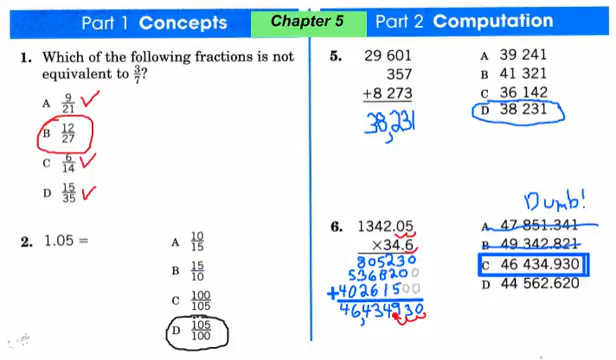 Part 1 Concepts
Chapter 5
Part 2 Computation
1. Which of the following fractions is not
equivalent to 3/7?
A 9/21
B 12/27
C 6/14
D 15/35
2. 1.05 =
A 10/15
B 15/10
C 100/105
D 105/100
5. 29 601
357
+8 273
38,231
A 39 241
B 41 321
C 36 142
D 38 231
Dumb!
6. 1342.05
×34.6
805230
5368200
+40261500
46,434930
A 47 851.341
B 49 342.821
C 46 434.930
D 44 562.620